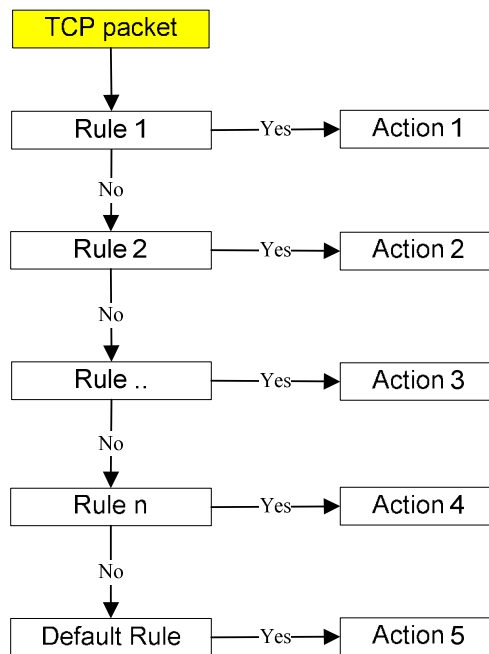 TCP packet
Rule 1
Yes
Action 1
No
Rule 2
Yes
Action 2
No
Rule ..
Yes
Action 3
No
Rule n
Yes
Action 4
No
Default Rule
Yes
Action 5